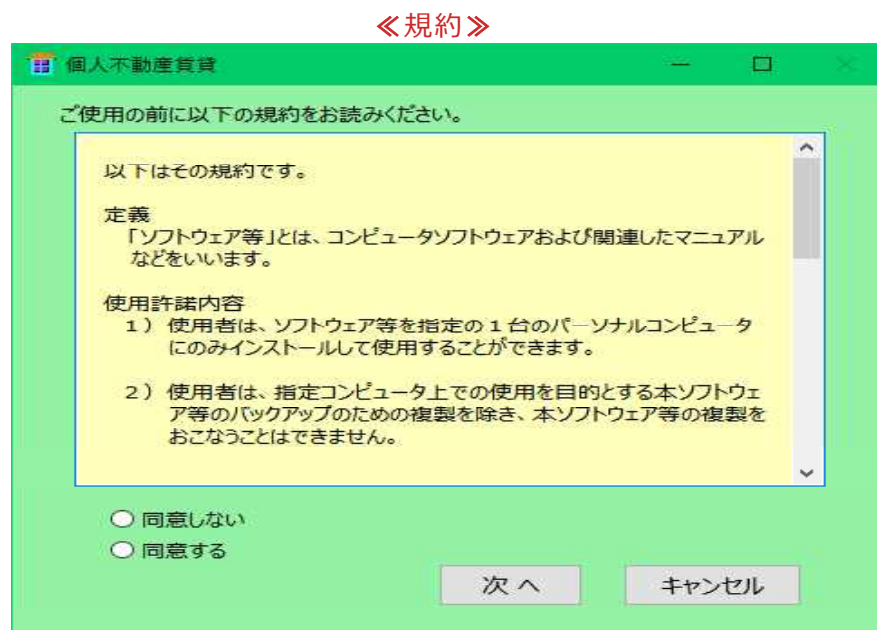 ≪規約≫
個人不動産賃貸
ご使用の前に以下の規約をお読みください。
以下はその規約です。
定義
「ソフトウェア等」とは、コンピュータソフトウェアおよび関連したマニュアル
などをいいます。
使用許諾内容
1） 使用者は、ソフトウェア等を指定の1台のパーソナルコンピュータ
にのみインストールして使用することができます。
2） 使用者は、指定コンピュータ上での使用を目的とする本ソフトウェ
ア等のバックアップのための複製を除き、本ソフトウェア等の複製を
おこなうことはできません。
同意しない
同意する
次 へ
キャンセル